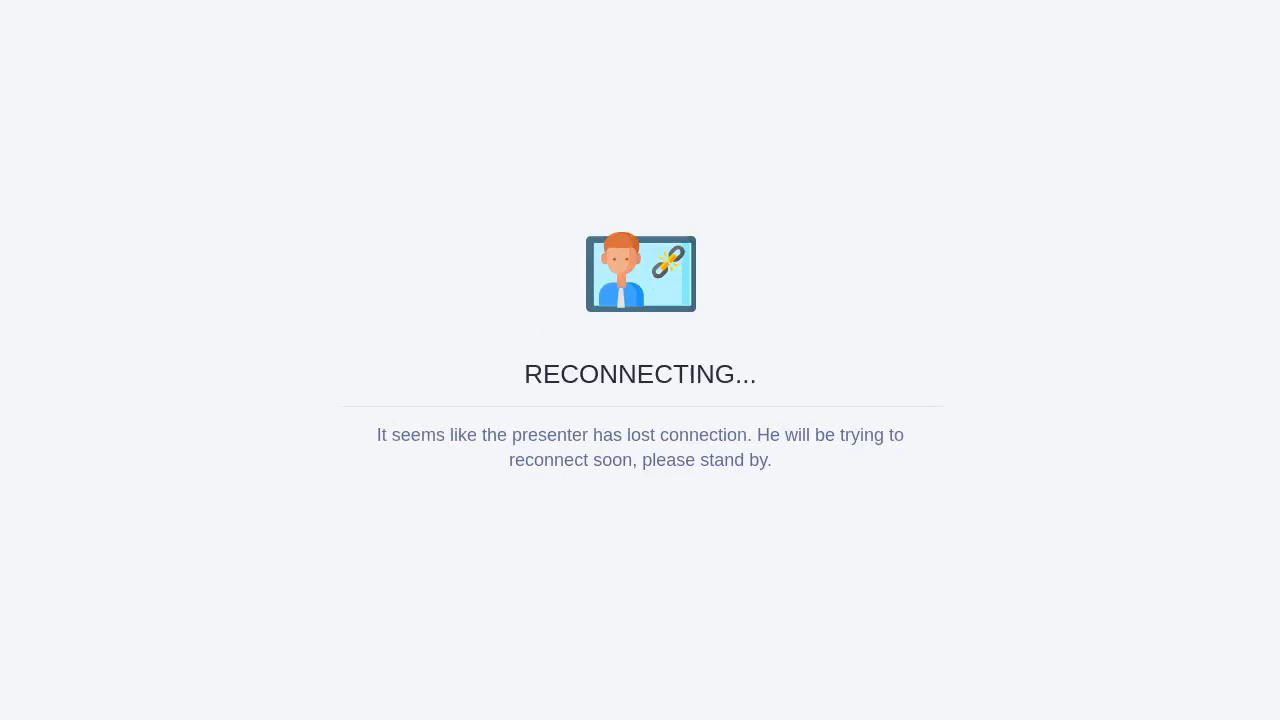 RECONNECTING...
It seems like the presenter has lost connection. He will be trying to
reconnect soon, please stand by.